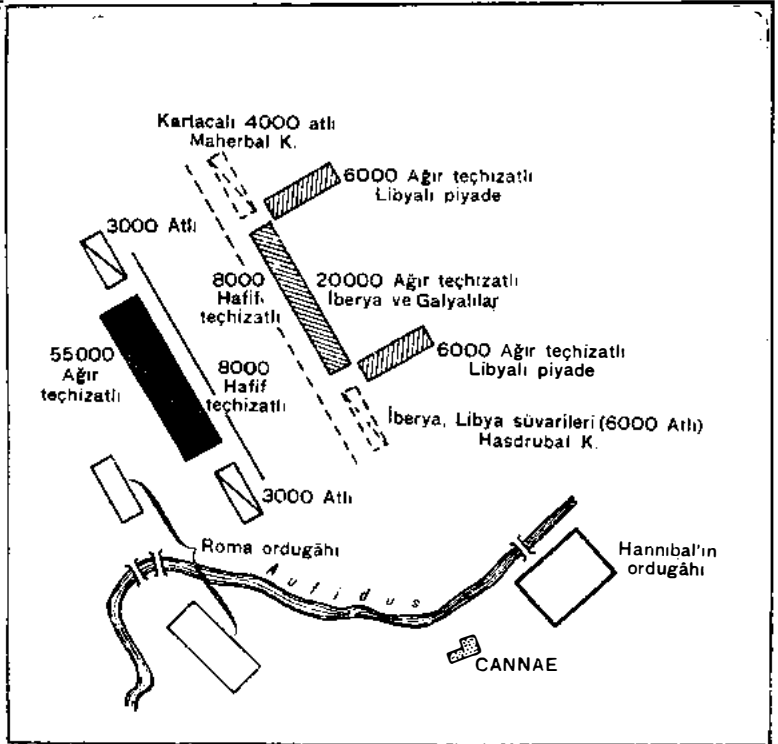 Kartacalı 4000 atlı
Maherbal K.
6000 Ağır teçhizatlı
Libyalı piyade
3000 Atlı
8000
Hafif
teçhizatlı
20000 Ağır teçhizatlı
İberya ve Galyalılar
55000
Ağır
teçhizatlı
8000
Hafif
teçhizatlı
6000 Ağır teçhizatlı
Libyalı piyade
İberya, Libya süvarileri (6000 Atlı)
Hasdrubal K.
3000 Atlı
Roma ordugâhı
Aufidus
Hannibal'ın
ordugâhı
CANNAE